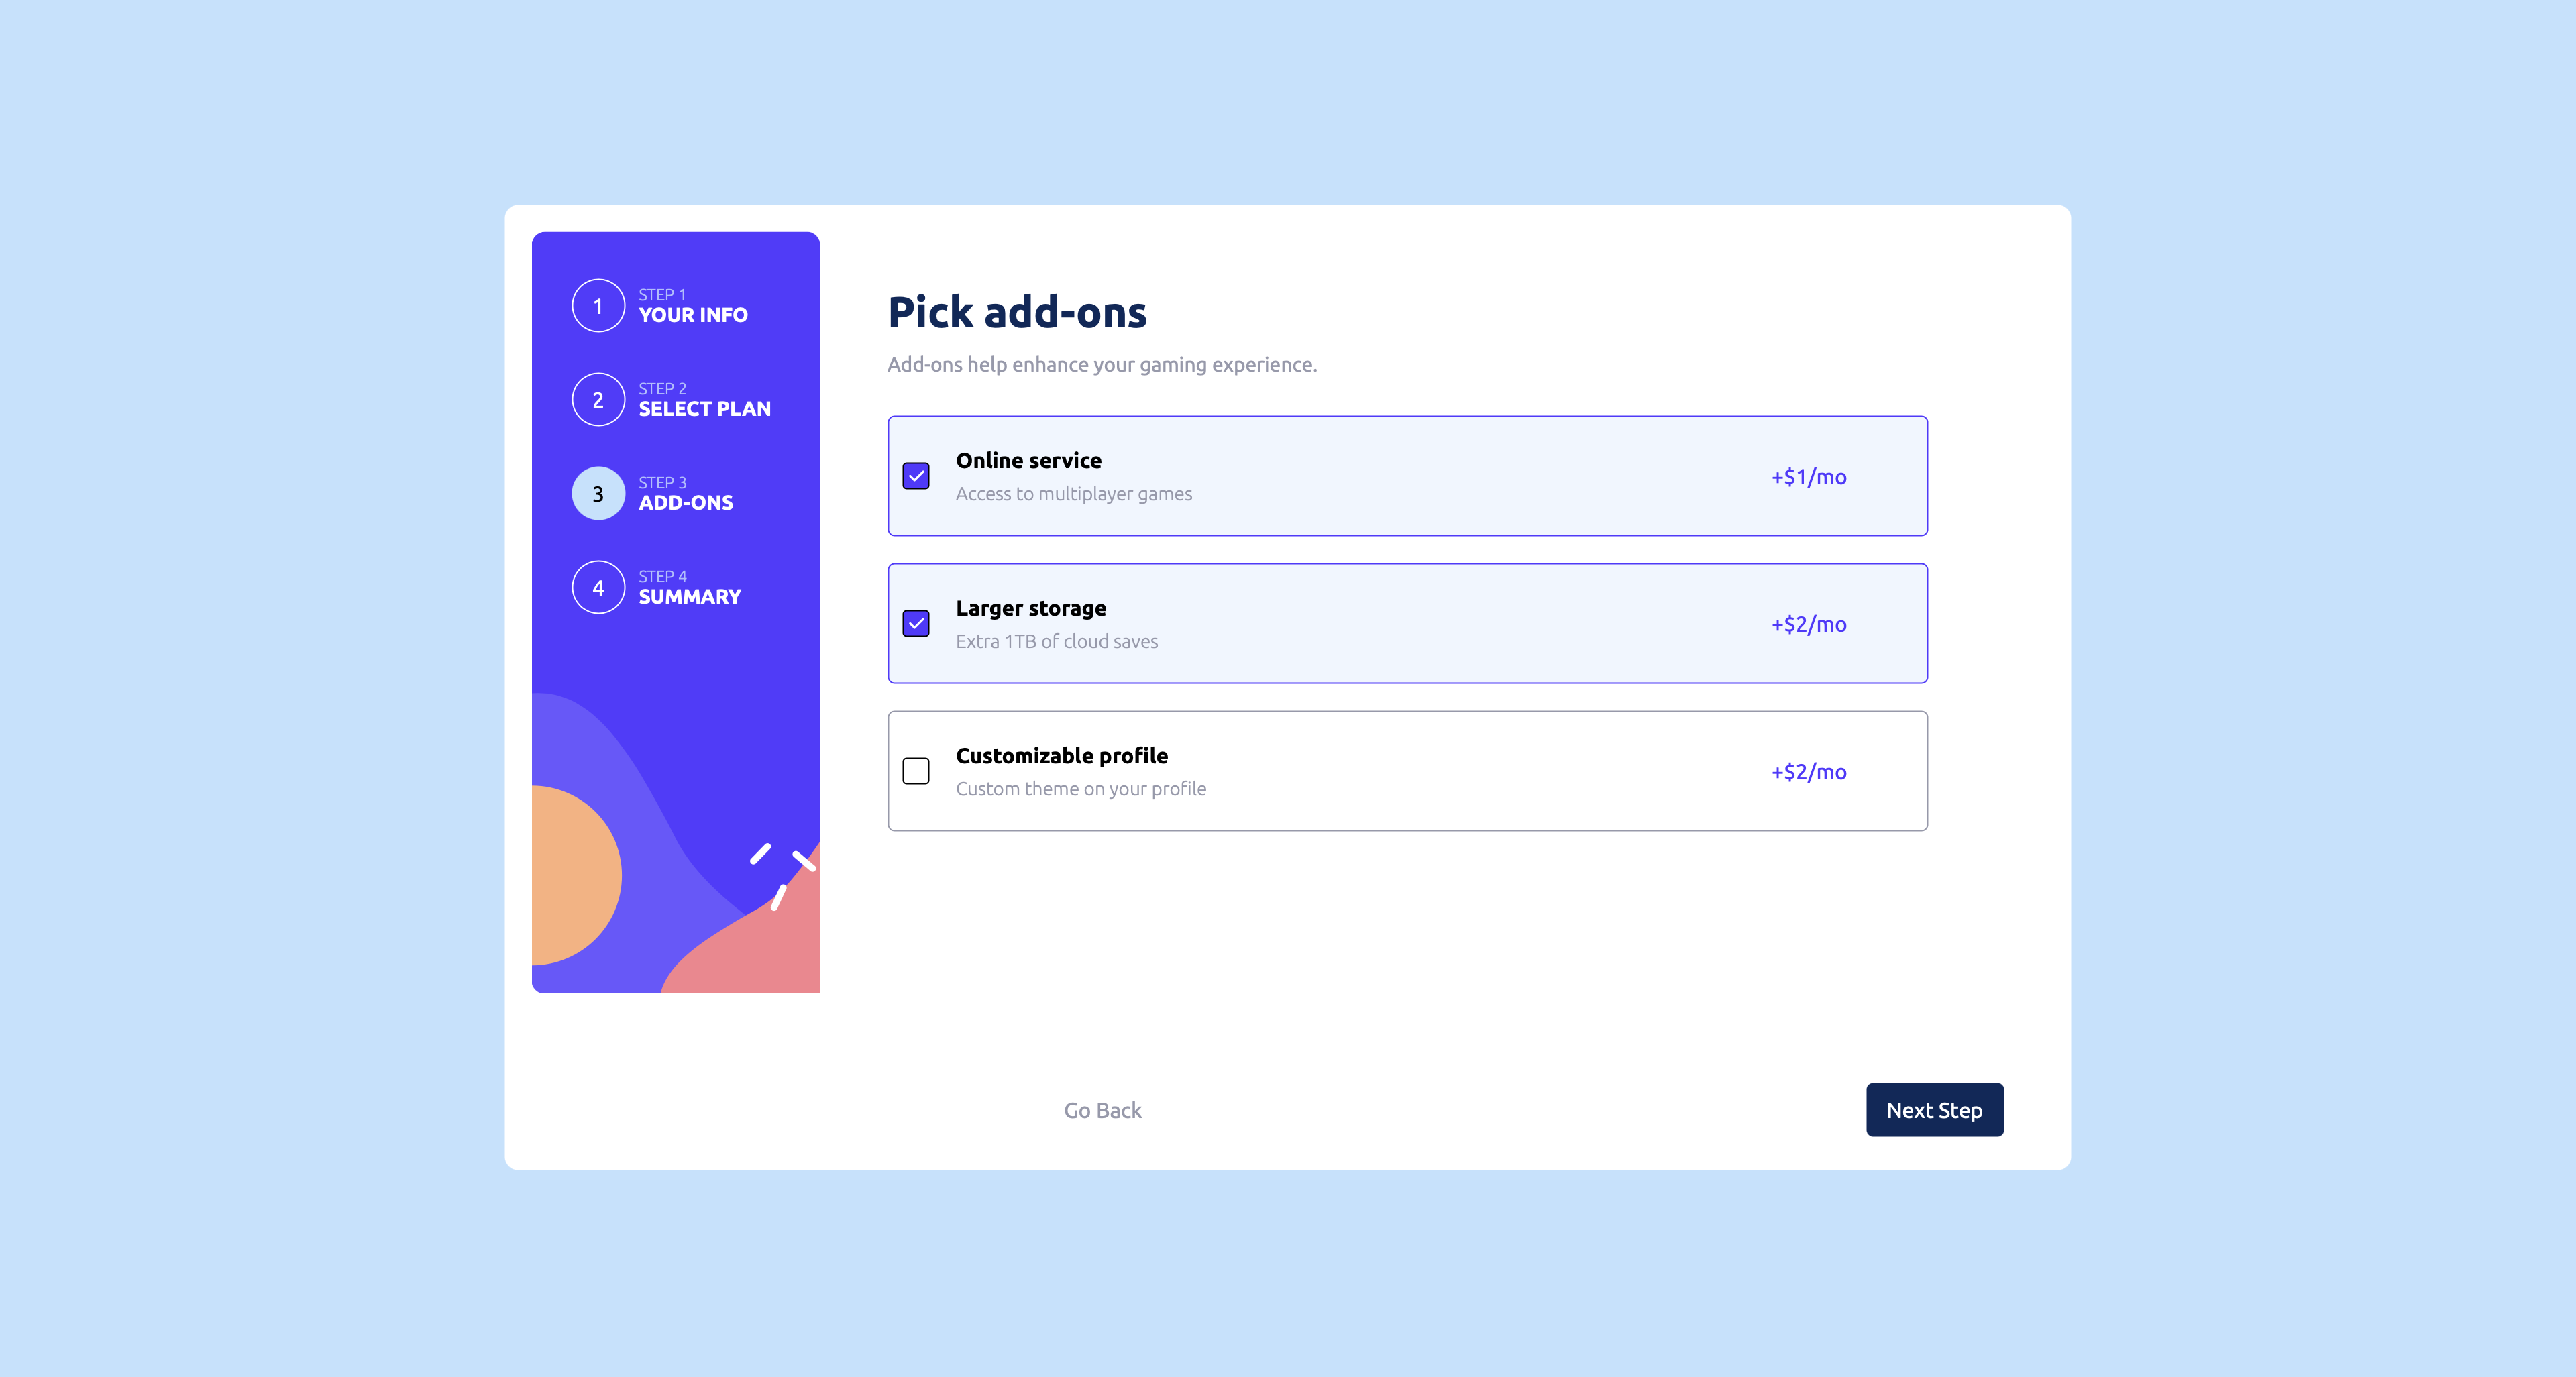 1
STEP 1
YOUR INFO
2
STEP 2
SELECT PLAN
3
STEP 3
ADD-ONS
4
STEP 4
SUMMARY
Pick add-ons
Add-ons help enhance your gaming experience.
Online service
Access to multiplayer games
+$1/mo
Larger storage
Extra 1TB of cloud saves
+$2/mo
Customizable profile
Custom theme on your profile
+$2/mo
Go Back
Next Step